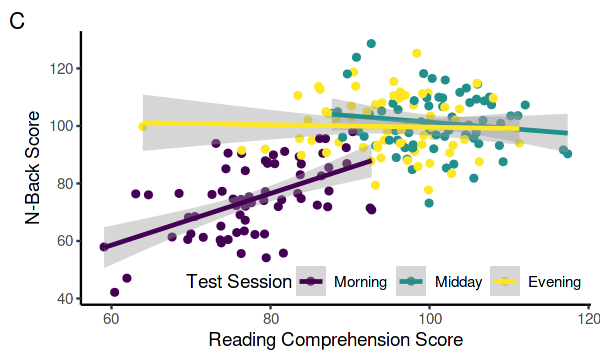 C
N-Back Score
120
100
80
60
40
Test Session Morning Midday Evening
60 80 100 120
Reading Comprehension Score